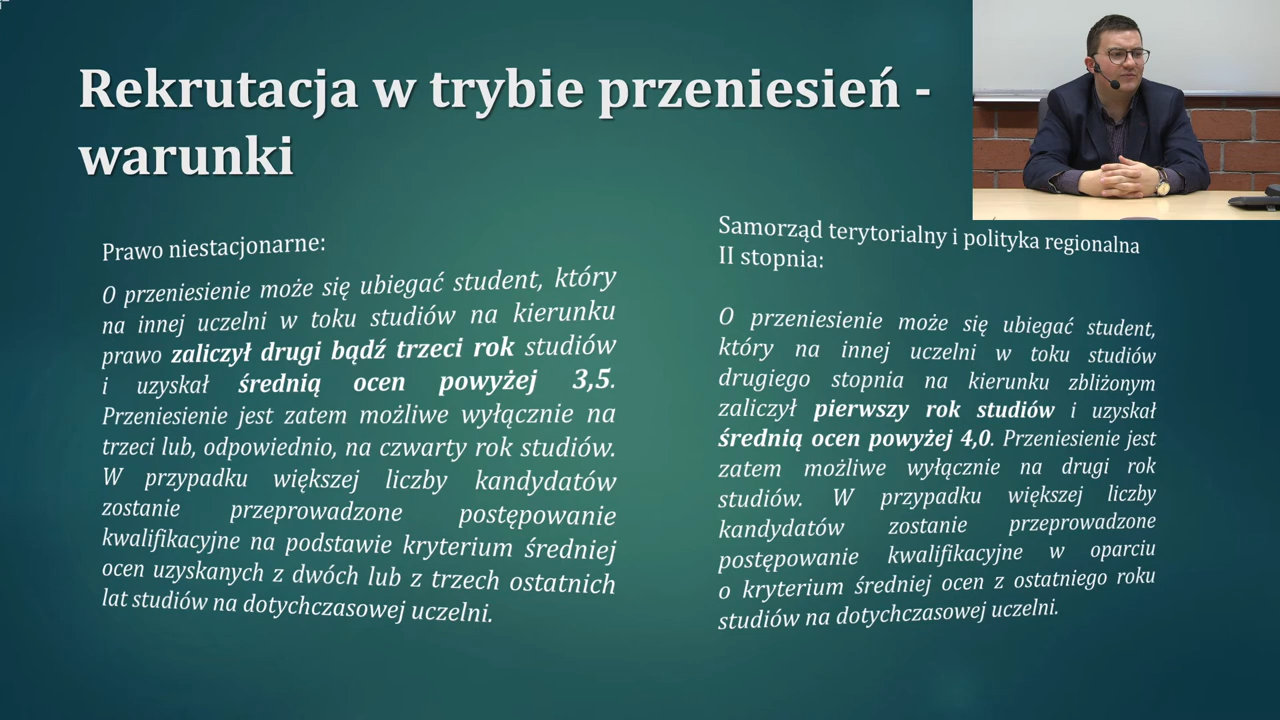 Rekrutacja w trybie przeniesień -
warunki
Prawo niestacjonarne:
O przeniesienie może się ubiegać student, który
na innej uczelni w toku studiów na kierunku
prawo zaliczył drugi bądź trzeci rok studiów
i uzyskał średnią ocen powyżej 3,5.
Przeniesienie jest zatem możliwe wyłącznie na
trzeci lub, odpowiednio, na czwarty rok studiów.
W przypadku większej liczby kandydatów
zostanie przeprowadzone postępowanie
kwalifikacyjne na podstawie kryterium średniej
ocen uzyskanych z dwóch lub z trzech ostatnich
lat studiów na dotychczasowej uczelni.
Samorząd terytorialny i polityka regionalna
II stopnia:
O przeniesienie może się ubiegać student,
który na innej uczelni w toku studiów
drugiego stopnia na kierunku zbliżonym
zaliczył pierwszy rok studiów i uzyskał
średnią ocen powyżej 4,0. Przeniesienie jest
zatem możliwe wyłącznie na drugi rok
studiów. W przypadku większej liczby
kandydatów zostanie przeprowadzone
postępowanie kwalifikacyjne w oparciu
o kryterium średniej ocen z ostatniego roku
studiów na dotychczasowej uczelni.